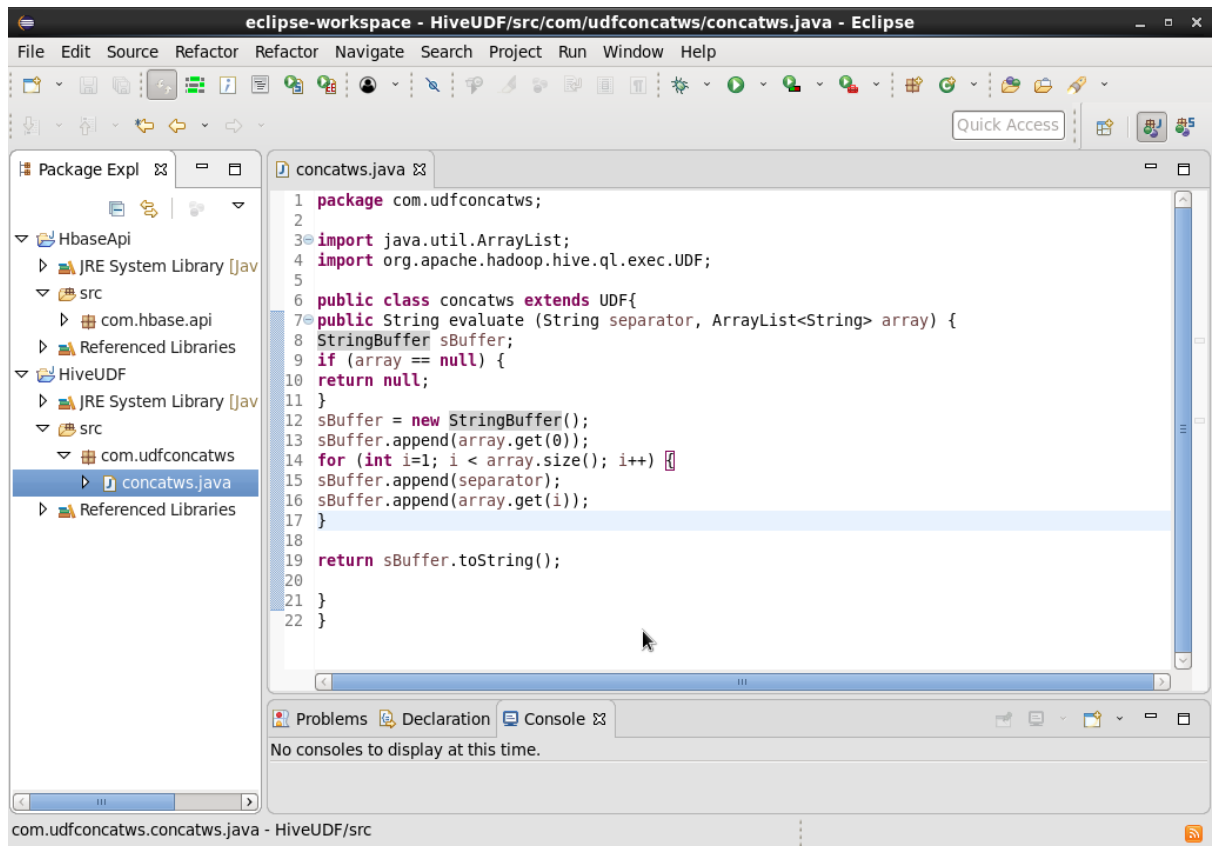 eclipse-workspace - HiveUDF/src/com/udfconcatws/concatws.java - Eclipse
File Edit Source Refactor Refactor Navigate Search Project Run Window Help
Quick Access
Package Expl
HbaseApi
JRE System Library [Jav
src
com.hbase.api
Referenced Libraries
HiveUDF
JRE System Library [Jav
src
com.udfconcatws
concatws.java
Referenced Libraries
concatws.java
1 package com.udfconcatws;
2
3 import java.util.ArrayList;
4 import org.apache.hadoop.hive.ql.exec.UDF;
5
6 public class concatws extends UDF{
7 public String evaluate (String separator, ArrayList<String> array) {
8 StringBuffer sBuffer;
9 if (array == null) {
10 return null;
11 }
12 sBuffer = new StringBuffer();
13 sBuffer.append(array.get(0));
14 for (int i=1; i < array.size(); i++) {
15 sBuffer.append(separator);
16 sBuffer.append(array.get(i));
17 }
18
19 return sBuffer.toString();
20
21 }
22 }
Problems Declaration Console
No consoles to display at this time.
com.udfconcatws.concatws.java - HiveUDF/src